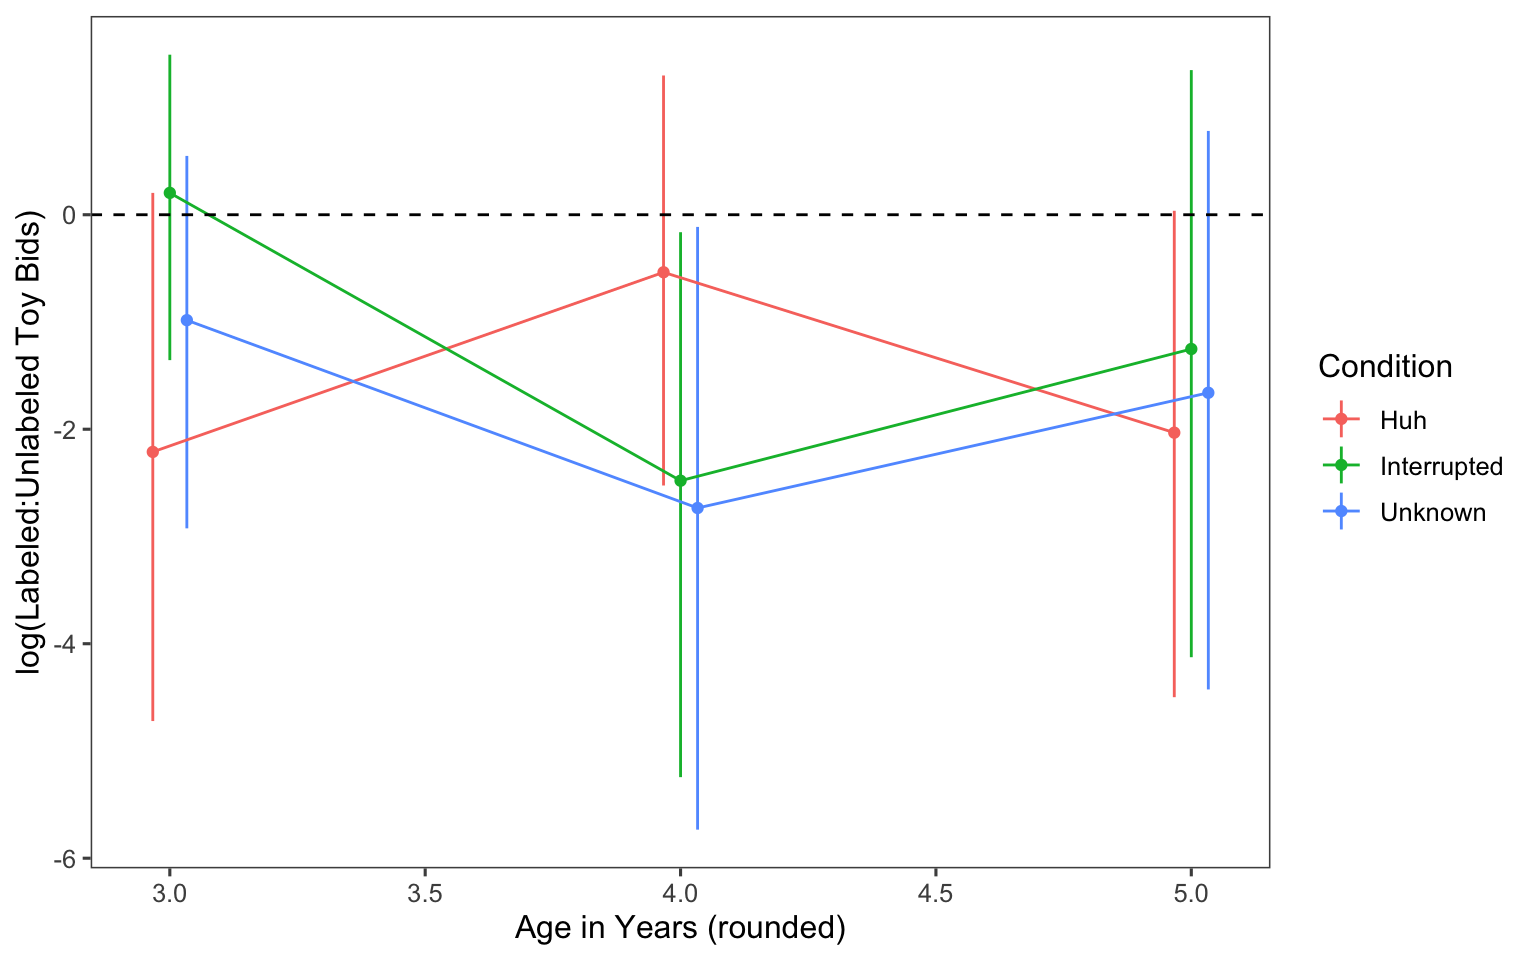 log(Labeled:Unlabeled Toy Bids)
0
-2
-4
-6
3.0
3.5
4.0
4.5
5.0
Age in Years (rounded)
Condition
Huh
Interrupted
Unknown